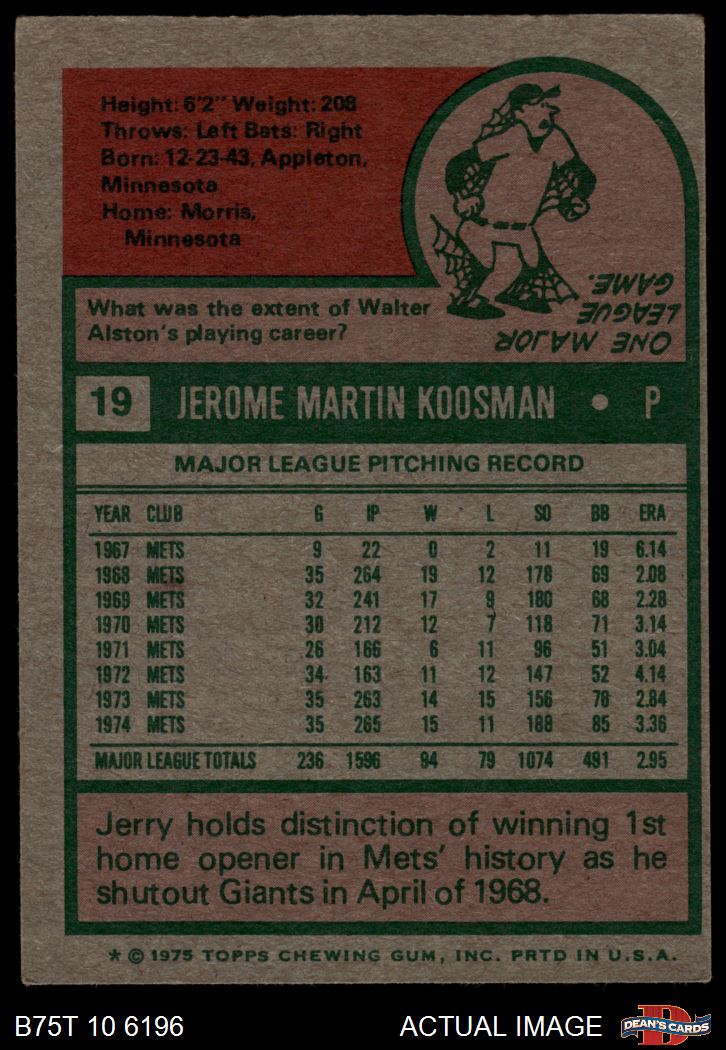 Height: 6'2" Weight: 208
Throws: Left Bats: Right
Born: 12-23-43, Appleton,
Minnesota
Home: Morris,
Minnesota
What was the extent of Walter
Alston's playing career?
ONE MAJOR
LEAGUE
GAME.
19 JEROME MARTIN KOOSMAN • P
MAJOR LEAGUE PITCHING RECORD
YEAR CLUB G IP W L SO BB ERA
1967 METS 9 22 0 2 11 19 6.14
1968 METS 35 264 19 12 178 69 2.08
1969 METS 32 241 17 9 180 68 2.28
1970 METS 30 212 12 7 118 71 3.14
1971 METS 26 166 6 11 96 51 3.04
1972 METS 34 163 11 12 147 52 4.14
1973 METS 35 263 14 15 156 76 2.84
1974 METS 35 265 15 11 188 85 3.36
MAJOR LEAGUE TOTALS 236 1596 94 79 1074 491 2.95
Jerry holds distinction of winning 1st
home opener in Mets' history as he
shutout Giants in April of 1968.
* © 1975 TOPPS CHEWING GUM, INC. PRTD IN U.S.A.
B75T 10 6196 ACTUAL IMAGE D DEAN'S CARDS